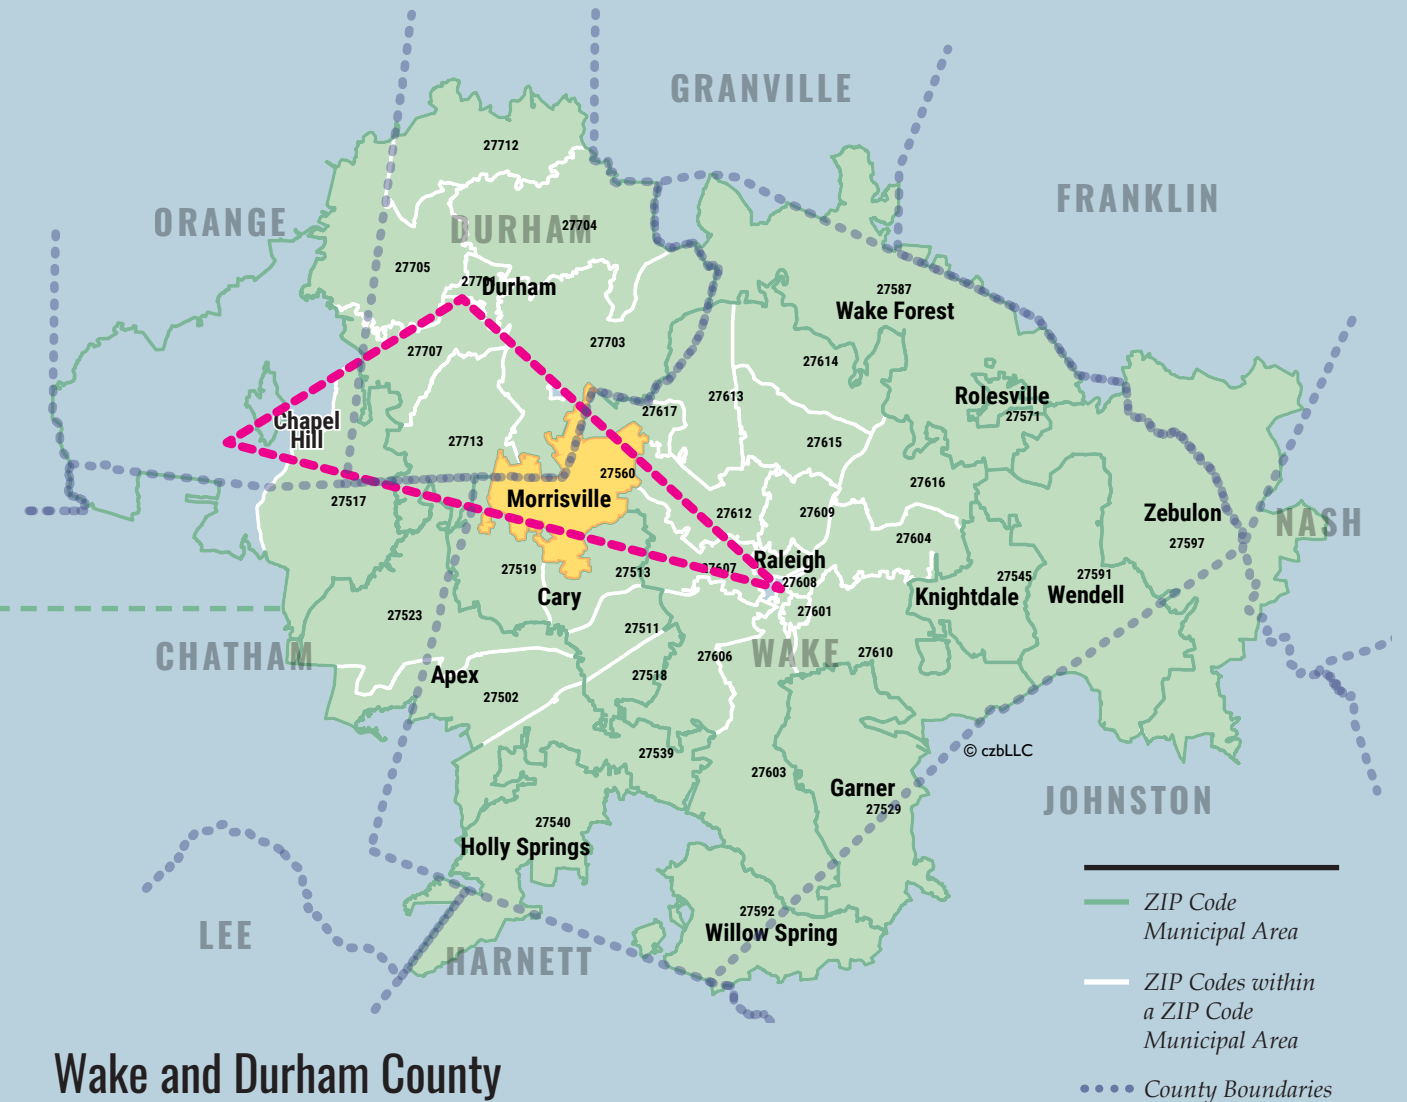 GRANVILLE
27712
FRANKLIN
ORANGE
DURHAM
27704
27705
27701
Durham
27587
Wake Forest
27703
27707
27614
27613
Rolesville
27571
27617
Chapel
Hill
27713
27615
27560
27616
Morrisville
27517
27612
27609
Zebulon
NASH
27604
27597
Raleigh
27519
27513
27607
27608
27545
27591
Cary
Knightdale
Wendell
27523
27601
27511
CHATHAM
27606
WAKE
27610
Apex
27518
27502
27539
© czbLLC
27603
Garner
27529
JOHNSTON
27540
Holly Springs
27592
Willow Spring
LEE
HARNETT
ZIP Code
Municipal Area
ZIP Codes within
a ZIP Code
Municipal Area
County Boundaries
Wake and Durham County